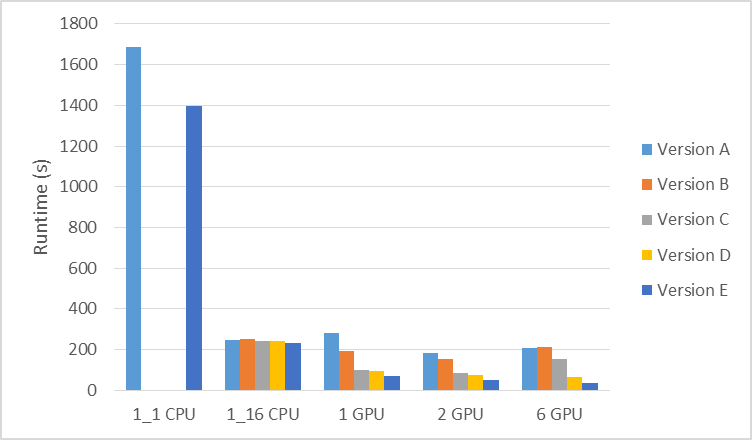 1800
1600
1400
1200
1000
800
600
400
200
0
Runtime (s)
1_1 CPU
1_16 CPU
1 GPU
2 GPU
6 GPU
Version A
Version B
Version C
Version D
Version E